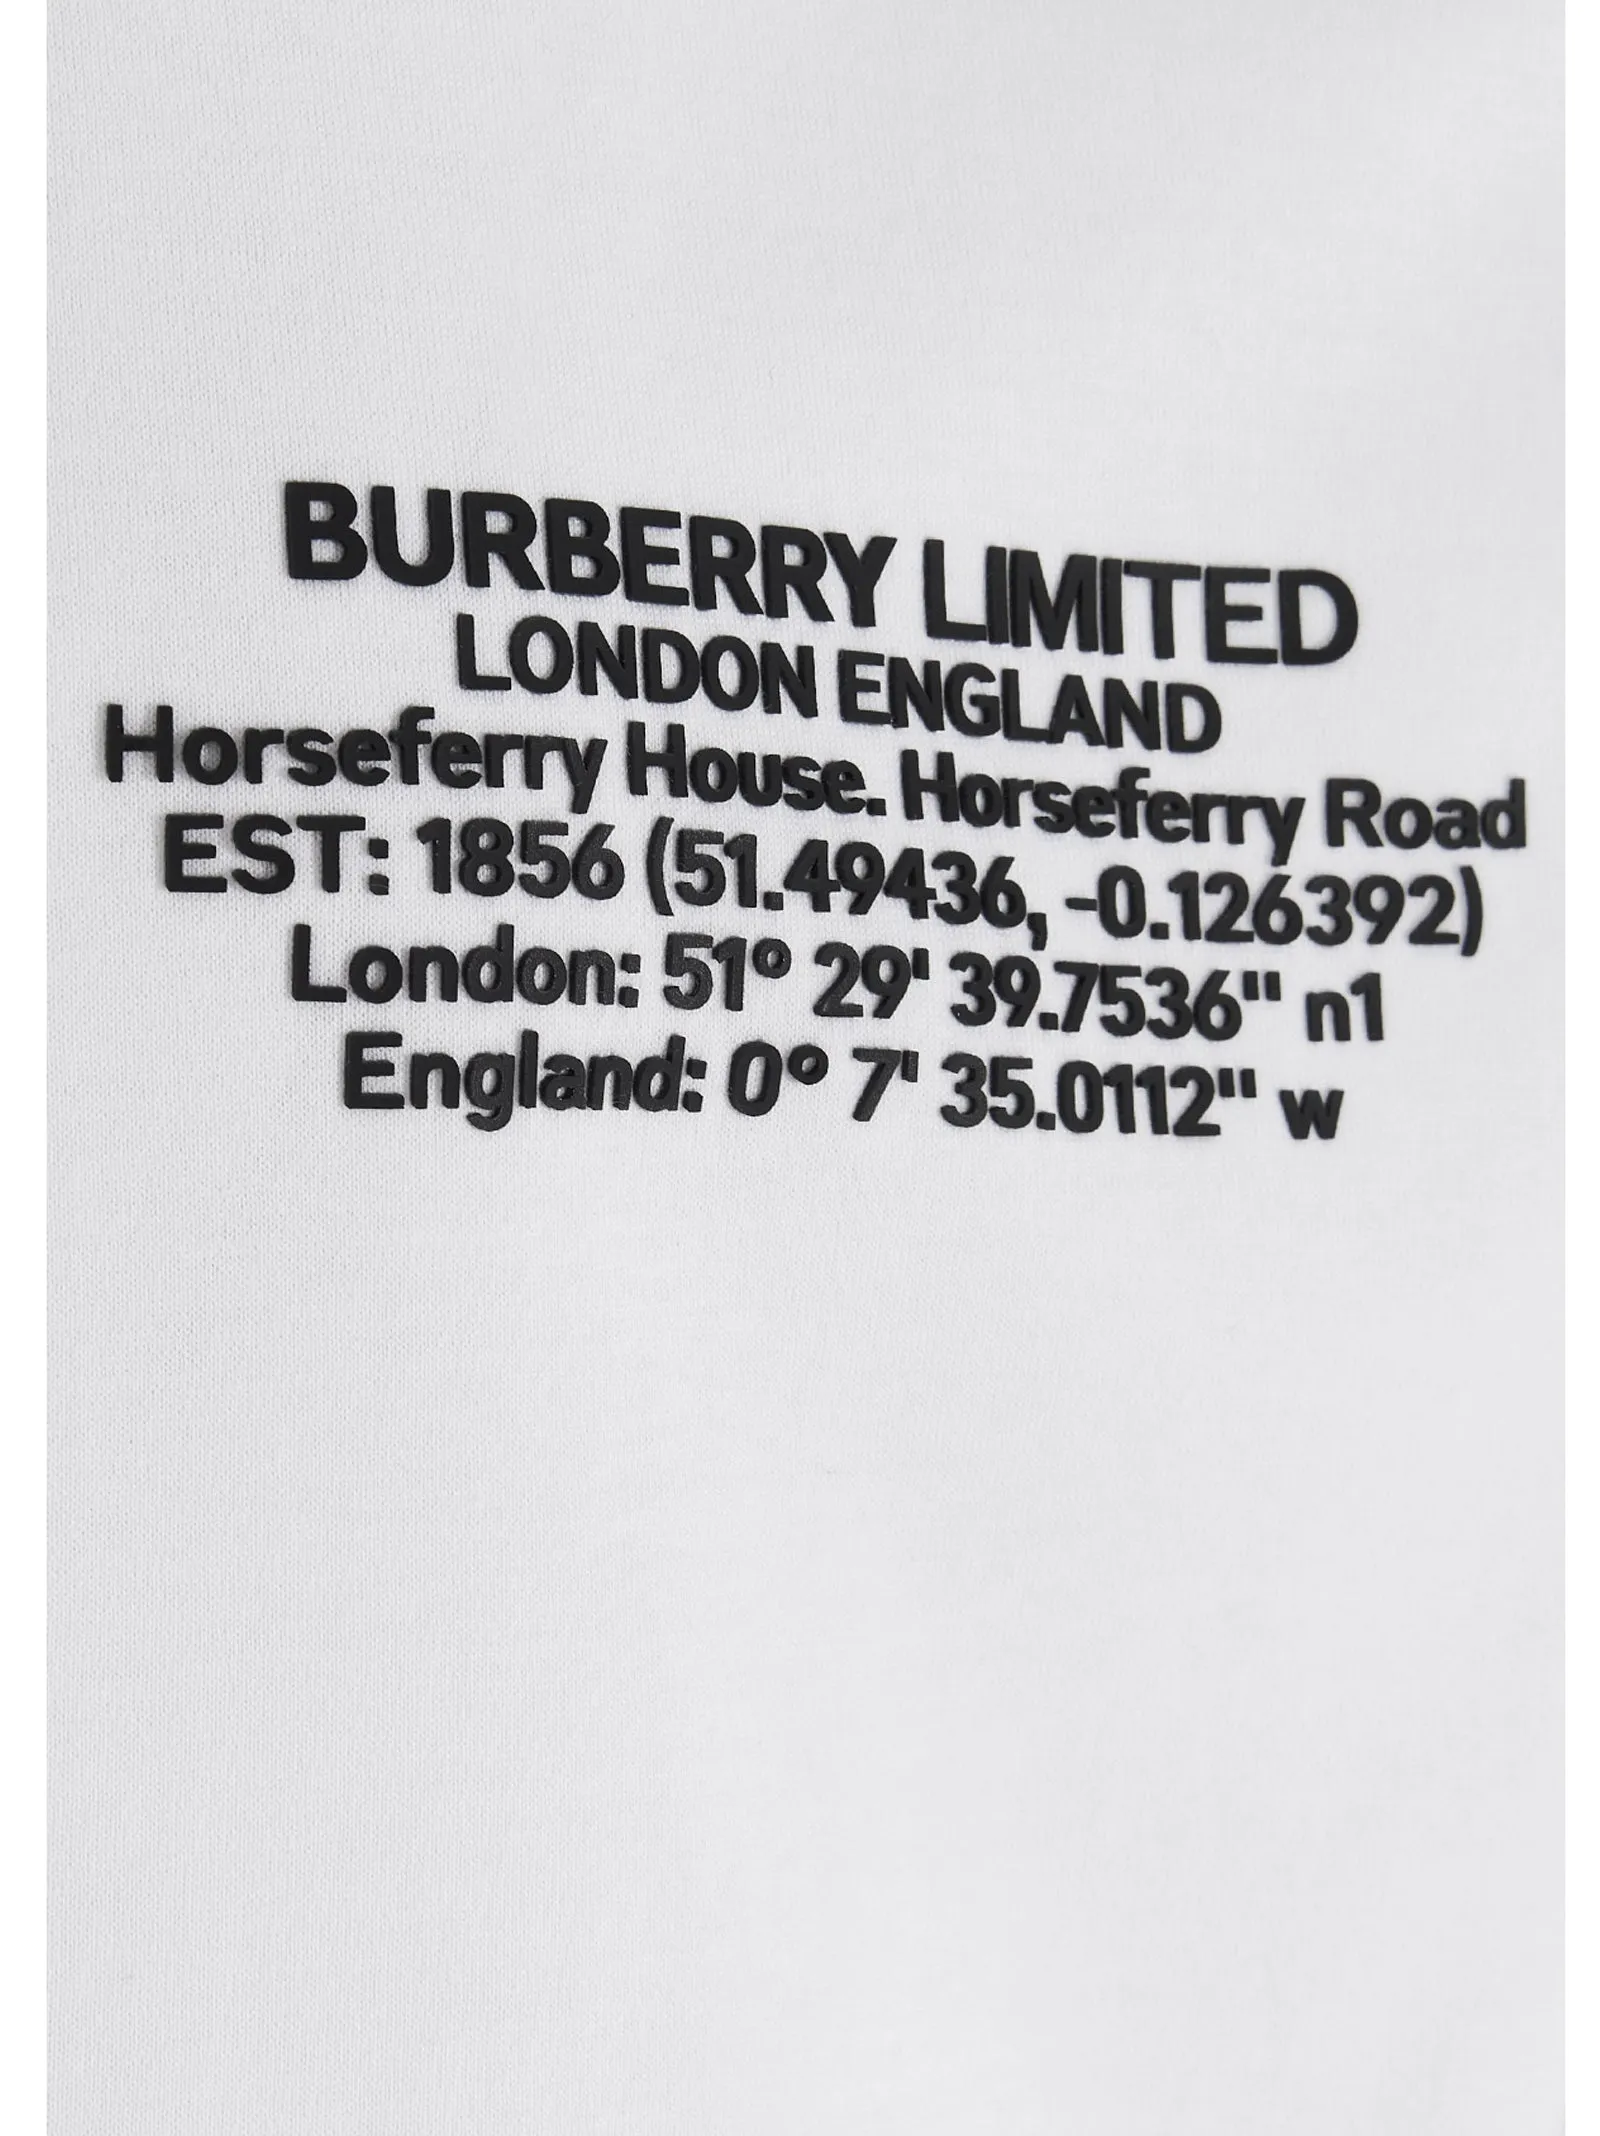 BURBERRY LIMITED
LONDON ENGLAND
Horseferry House. Horseferry Road
EST: 1856 (51.49436, -0.126392)
London: 51° 29' 39.7536" n1
England: 0° 7' 35.0112" w